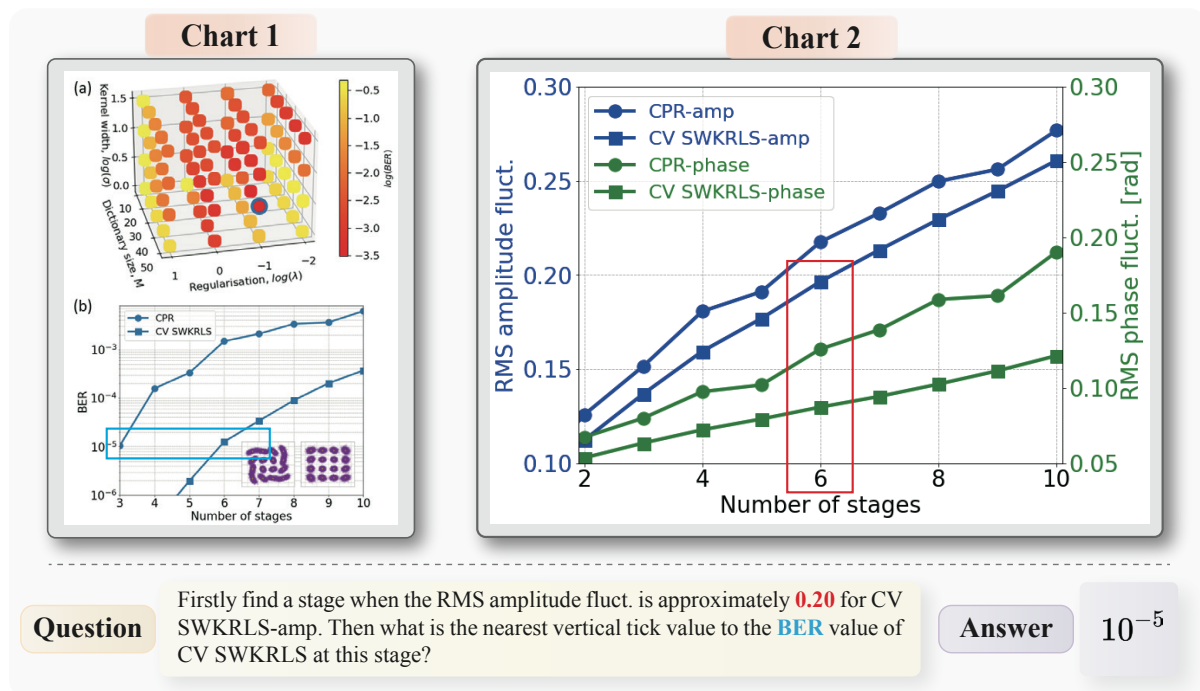 Chart 1
Chart 2
(a)
Kernel width, log(σ)
1.5
1.0
0.5
0.0
10
20
30
40
50
Dictionary size, M
1
0
−1
−2
Regularisation, log(λ)
−0.5
−1.0
−1.5
−2.0
−2.5
−3.0
−3.5
log(BER)
(b)
CPR
CV SWKRLS
BER
10⁻³
10⁻⁴
10⁻⁵
10⁻⁶
3 4 5 6 7 8 9 10
Number of stages
CPR-amp
CV SWKRLS-amp
CPR-phase
CV SWKRLS-phase
RMS amplitude fluct.
0.30
0.25
0.20
0.15
0.10
2 4 6 8 10
Number of stages
0.30
0.25
0.20
0.15
0.10
0.05
RMS phase fluct. [rad]
Question
Firstly find a stage when the RMS amplitude fluct. is approximately 0.20 for CV
SWKRLS-amp. Then what is the nearest vertical tick value to the BER value of
CV SWKRLS at this stage?
Answer
10⁻⁵